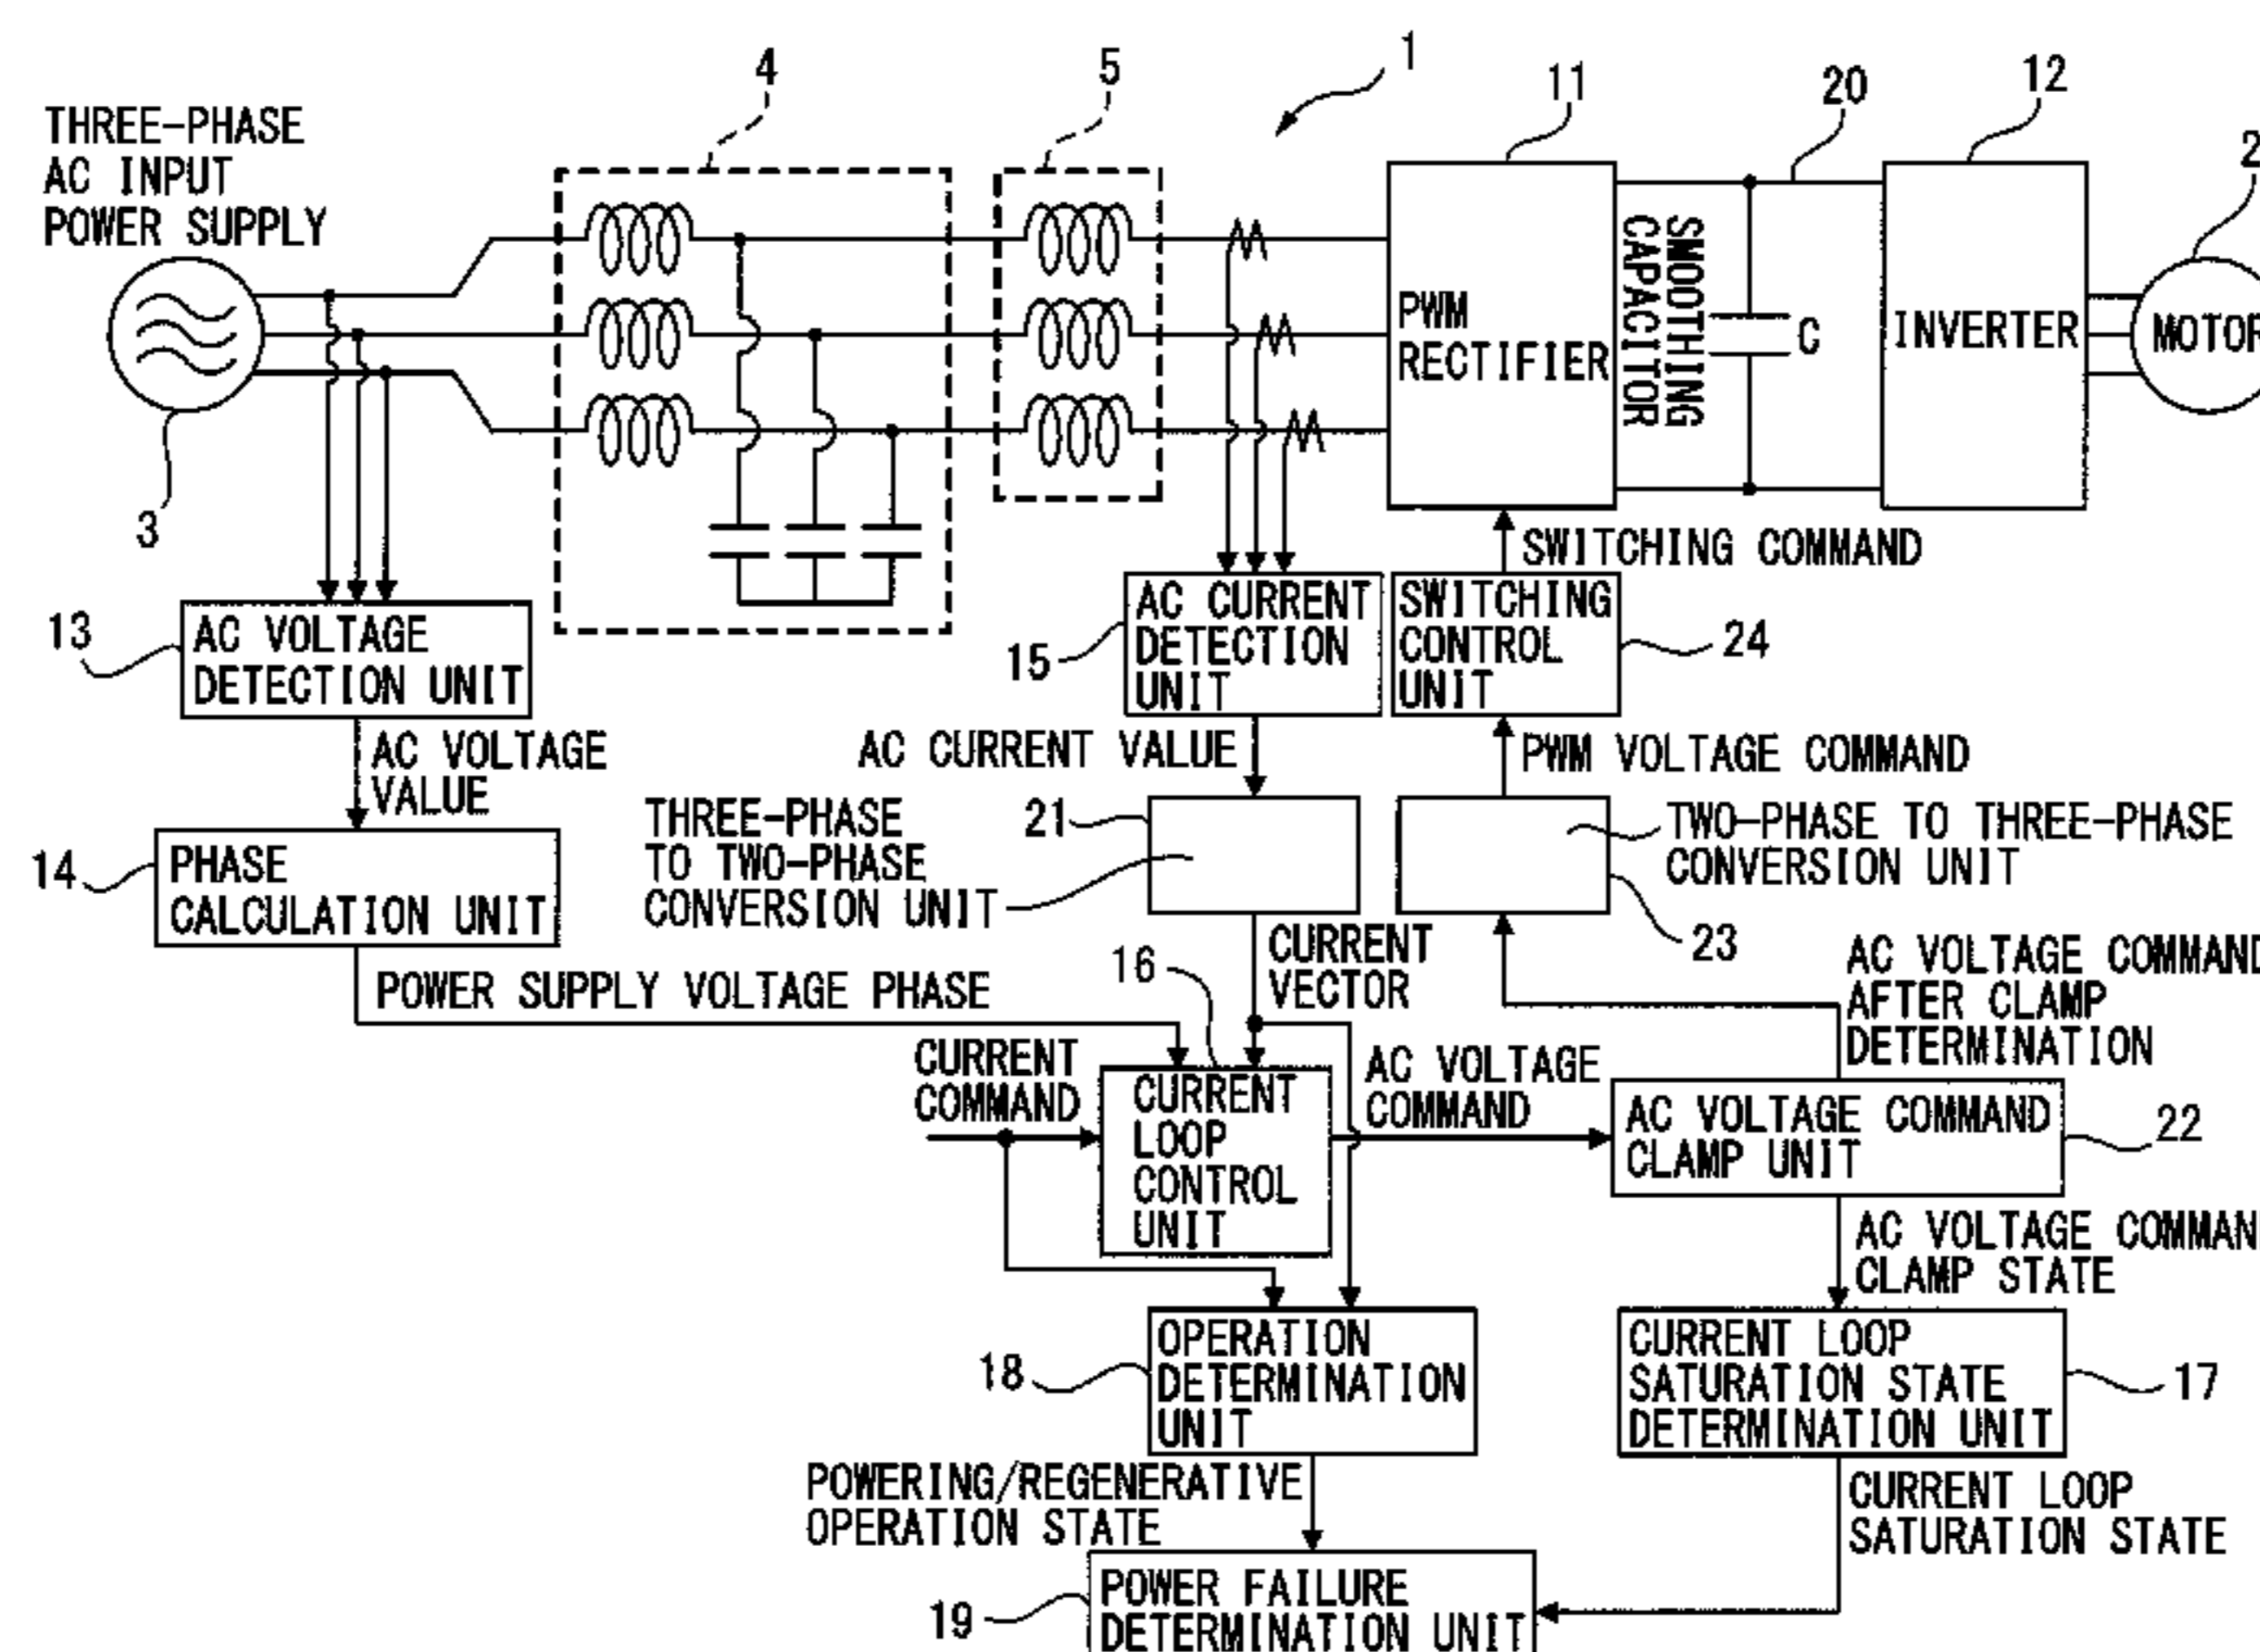 4
5
1
11
20
12
2
THREE-PHASE
AC INPUT
POWER SUPPLY
3
PWM
RECTIFIER
SMOOTHING
CAPACITOR
C
INVERTER
MOTOR
SWITCHING COMMAND
13
AC VOLTAGE
DETECTION UNIT
15
AC CURRENT
DETECTION
UNIT
SWITCHING
CONTROL
UNIT
24
AC VOLTAGE
VALUE
AC CURRENT VALUE
PWM VOLTAGE COMMAND
14
PHASE
CALCULATION UNIT
THREE-PHASE
TO TWO-PHASE
CONVERSION UNIT
21
TWO-PHASE TO THREE-PHASE
CONVERSION UNIT
23
POWER SUPPLY VOLTAGE PHASE
16
CURRENT
VECTOR
AC VOLTAGE COMMAND
AFTER CLAMP
DETERMINATION
CURRENT
COMMAND
CURRENT
LOOP
CONTROL
UNIT
AC VOLTAGE
COMMAND
AC VOLTAGE COMMAND
CLAMP UNIT
22
AC VOLTAGE COMMAN
CLAMP STATE
18
OPERATION
DETERMINATION
UNIT
CURRENT LOOP
SATURATION STATE
DETERMINATION UNIT
17
POWERING/REGENERATIVE
OPERATION STATE
CURRENT LOOP
SATURATION STATE
19
POWER FAILURE
DETERMINATION UNIT